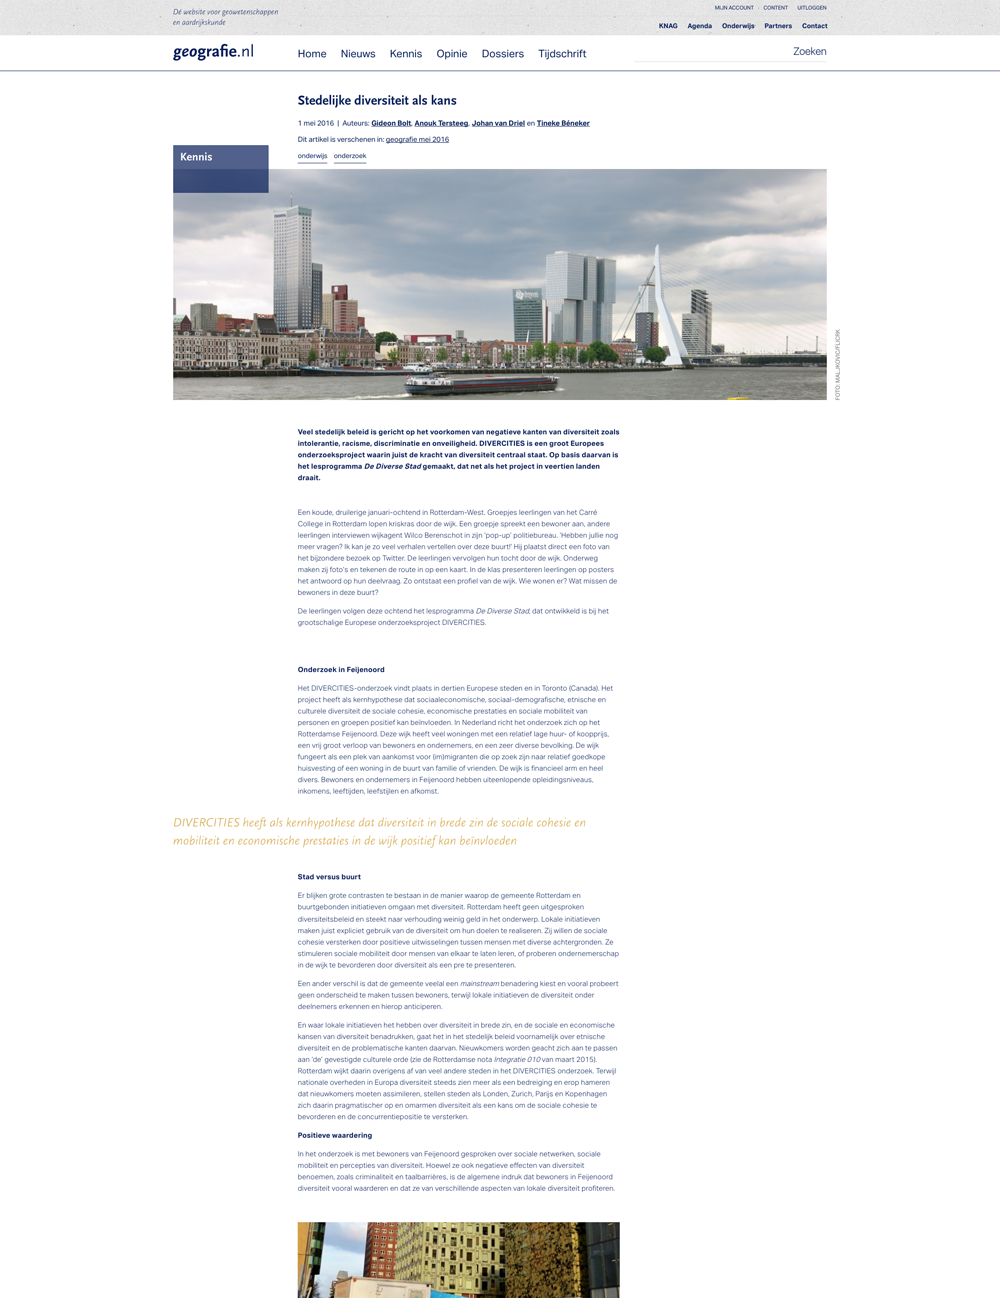 Dé website voor geowetenschappen
en aardrijkskunde
MIJN ACCOUNT
CONTENT
UITLOGGEN
KNAG
Agenda
Onderwijs
Partners
Contact
geografie.nl
Home
Nieuws
Kennis
Opinie
Dossiers
Tijdschrift
Zoeken
Stedelijke diversiteit als kans
1 mei 2016 | Auteurs: Gideon Bolt, Anouk Tersteeg, Johan van Driel en Tineke Béneker
Dit artikel is verschenen in: geografie mei 2016
onderwijs onderzoek
Kennis
FOTO: MALJKOVIC/FLICRK
Veel stedelijk beleid is gericht op het voorkomen van negatieve kanten van diversiteit zoals
intolerantie, racisme, discriminatie en onveiligheid. DIVERCITIES is een groot Europees
onderzoeksproject waarin juist de kracht van diversiteit centraal staat. Op basis daarvan is
het lesprogramma De Diverse Stad gemaakt, dat net als het project in veertien landen
draait.
Een koude, druilerige januari-ochtend in Rotterdam-West. Groepjes leerlingen van het Carré
College in Rotterdam lopen kriskras door de wijk. Een groepje spreekt een bewoner aan, andere
leerlingen interviewen wijkagent Wilco Berenschot in zijn 'pop-up' politiebureau. 'Hebben jullie nog
meer vragen? Ik kan je zo veel verhalen vertellen over deze buurt!' Hij plaatst direct een foto van
het bijzondere bezoek op Twitter. De leerlingen vervolgen hun tocht door de wijk. Onderweg
maken zij foto's en tekenen de route in op een kaart. In de klas presenteren leerlingen op posters
het antwoord op hun deelvraag. Zo ontstaat een profiel van de wijk. Wie wonen er? Wat missen de
bewoners in deze buurt?
De leerlingen volgen deze ochtend het lesprogramma De Diverse Stad, dat ontwikkeld is bij het
grootschalige Europese onderzoeksproject DIVERCITIES.
Onderzoek in Feijenoord
Het DIVERCITIES-onderzoek vindt plaats in dertien Europese steden en in Toronto (Canada). Het
project heeft als kernhypothese dat sociaaleconomische, sociaal-demografische, etnische en
culturele diversiteit de sociale cohesie, economische prestaties en sociale mobiliteit van
personen en groepen positief kan beïnvloeden. In Nederland richt het onderzoek zich op het
Rotterdamse Feijenoord. Deze wijk heeft veel woningen met een relatief lage huur- of koopprijs,
een vrij groot verloop van bewoners en ondernemers, en een zeer diverse bevolking. De wijk
fungeert als een plek van aankomst voor (im)migranten die op zoek zijn naar relatief goedkope
huisvesting of een woning in de buurt van familie of vrienden. De wijk is financieel arm en heel
divers. Bewoners en ondernemers in Feijenoord hebben uiteenlopende opleidingsniveaus,
inkomens, leeftijden, leefstijlen en afkomst.
DIVERCITIES heeft als kernhypothese dat diversiteit in brede zin de sociale cohesie en
mobiliteit en economische prestaties in de wijk positief kan beïnvloeden
Stad versus buurt
Er blijken grote contrasten te bestaan in de manier waarop de gemeente Rotterdam en
buurtgebonden initiatieven omgaan met diversiteit. Rotterdam heeft geen uitgesproken
diversiteitsbeleid en steekt naar verhouding weinig geld in het onderwerp. Lokale initiatieven
maken juist expliciet gebruik van de diversiteit om hun doelen te realiseren. Zij willen de sociale
cohesie versterken door positieve uitwisselingen tussen mensen met diverse achtergronden. Ze
stimuleren sociale mobiliteit door mensen van elkaar te laten leren, of proberen ondernemerschap
in de wijk te bevorderen door diversiteit als een pre te presenteren.
Een ander verschil is dat de gemeente veelal een mainstream benadering kiest en vooral probeert
geen onderscheid te maken tussen bewoners, terwijl lokale initiatieven de diversiteit onder
deelnemers erkennen en hierop anticiperen.
En waar lokale initiatieven het hebben over diversiteit in brede zin, en de sociale en economische
kansen van diversiteit benadrukken, gaat het in het stedelijk beleid voornamelijk over etnische
diversiteit en de problematische kanten daarvan. Nieuwkomers worden geacht zich aan te passen
aan 'de' gevestigde culturele orde (zie de Rotterdamse nota Integratie 010 van maart 2015).
Rotterdam wijkt daarin overigens af van veel andere steden in het DIVERCITIES onderzoek. Terwijl
nationale overheden in Europa diversiteit steeds zien meer als een bedreiging en erop hameren
dat nieuwkomers moeten assimileren, stellen steden als Londen, Zurich, Parijs en Kopenhagen
zich daarin pragmatischer op en omarmen diversiteit als een kans om de sociale cohesie te
bevorderen en de concurrentiepositie te versterken.
Positieve waardering
In het onderzoek is met bewoners van Feijenoord gesproken over sociale netwerken, sociale
mobiliteit en percepties van diversiteit. Hoewel ze ook negatieve effecten van diversiteit
benoemen, zoals criminaliteit en taalbarrières, is de algemene indruk dat bewoners in Feijenoord
diversiteit vooral waarderen en dat ze van verschillende aspecten van lokale diversiteit profiteren.